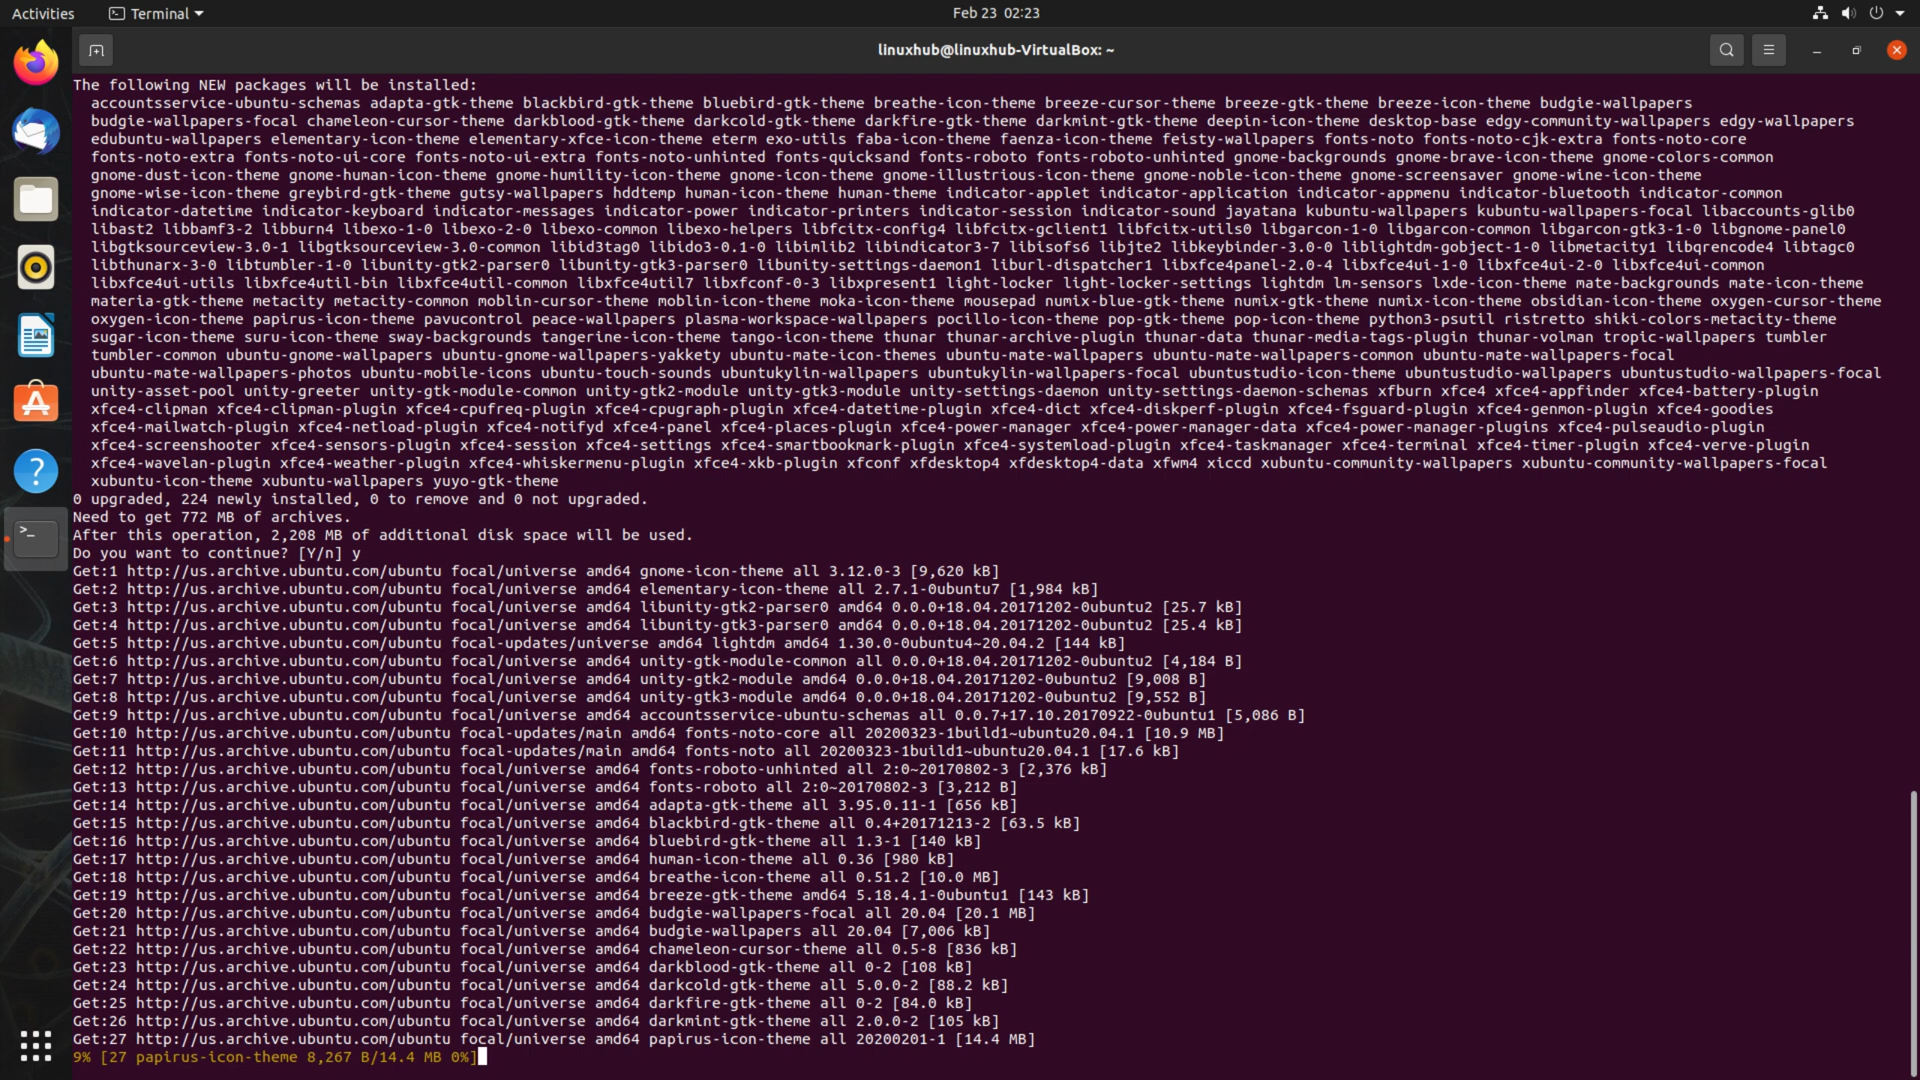 Activities
Terminal
Feb 23 02:23
linuxhub@linuxhub-VirtualBox: ~
The following NEW packages will be installed:
accountsservice-ubuntu-schemas adapta-gtk-theme blackbird-gtk-theme bluebird-gtk-theme breathe-icon-theme breeze-cursor-theme breeze-gtk-theme breeze-icon-theme budgie-wallpapers
budgie-wallpapers-focal chameleon-cursor-theme darkblood-gtk-theme darkcold-gtk-theme darkfire-gtk-theme darkmint-gtk-theme deepin-icon-theme desktop-base edgy-community-wallpapers edgy-wallpapers
edubuntu-wallpapers elementary-icon-theme elementary-xfce-icon-theme eterm exo-utils faba-icon-theme faenza-icon-theme feisty-wallpapers fonts-noto fonts-noto-cjk-extra fonts-noto-core
fonts-noto-extra fonts-noto-ui-core fonts-noto-ui-extra fonts-noto-unhinted fonts-quicksand fonts-roboto fonts-roboto-unhinted gnome-backgrounds gnome-brave-icon-theme gnome-colors-common
gnome-dust-icon-theme gnome-human-icon-theme gnome-humility-icon-theme gnome-icon-theme gnome-illustrious-icon-theme gnome-noble-icon-theme gnome-screensaver gnome-wine-icon-theme
gnome-wise-icon-theme greybird-gtk-theme gutsy-wallpapers hddtemp human-icon-theme human-theme indicator-applet indicator-application indicator-appmenu indicator-bluetooth indicator-common
indicator-datetime indicator-keyboard indicator-messages indicator-power indicator-printers indicator-session indicator-sound jayatana kubuntu-wallpapers kubuntu-wallpapers-focal libaccounts-glib0
libast2 libbamf3-2 libburn4 libexo-1-0 libexo-2-0 libexo-common libexo-helpers libfcitx-config4 libfcitx-gclient1 libfcitx-utils0 libgarcon-1-0 libgarcon-common libgarcon-gtk3-1-0 libgnome-panel0
libgtksourceview-3.0-1 libgtksourceview-3.0-common libid3tag0 libido3-0.1-0 libimlib2 libindicator3-7 libisofs6 libjte2 libkeybinder-3.0-0 liblightdm-gobject-1-0 libmetacity1 libqrencode4 libtagc0
libthunarx-3-0 libtumbler-1-0 libunity-gtk2-parser0 libunity-gtk3-parser0 libunity-settings-daemon1 liburl-dispatcher1 libxfce4panel-2.0-4 libxfce4ui-1-0 libxfce4ui-2-0 libxfce4ui-common
libxfce4ui-utils libxfce4util-bin libxfce4util-common libxfce4util7 libxfconf-0-3 libxpresent1 light-locker light-locker-settings lightdm lm-sensors lxde-icon-theme mate-backgrounds mate-icon-theme
materia-gtk-theme metacity metacity-common moblin-cursor-theme moblin-icon-theme moka-icon-theme mousepad numix-blue-gtk-theme numix-gtk-theme numix-icon-theme obsidian-icon-theme oxygen-cursor-theme
oxygen-icon-theme papirus-icon-theme pavucontrol peace-wallpapers plasma-workspace-wallpapers pocillo-icon-theme pop-gtk-theme pop-icon-theme python3-psutil ristretto shiki-colors-metacity-theme
sugar-icon-theme suru-icon-theme sway-backgrounds tangerine-icon-theme tango-icon-theme thunar thunar-archive-plugin thunar-data thunar-media-tags-plugin thunar-volman tropic-wallpapers tumbler
tumbler-common ubuntu-gnome-wallpapers ubuntu-gnome-wallpapers-yakkety ubuntu-mate-icon-themes ubuntu-mate-wallpapers ubuntu-mate-wallpapers-common ubuntu-mate-wallpapers-focal
ubuntu-mate-wallpapers-photos ubuntu-mobile-icons ubuntu-touch-sounds ubuntukylin-wallpapers ubuntukylin-wallpapers-focal ubuntustudio-icon-theme ubuntustudio-wallpapers ubuntustudio-wallpapers-focal
unity-asset-pool unity-greeter unity-gtk-module-common unity-gtk2-module unity-gtk3-module unity-settings-daemon unity-settings-daemon-schemas xfburn xfce4 xfce4-appfinder xfce4-battery-plugin
xfce4-clipman xfce4-clipman-plugin xfce4-cpufreq-plugin xfce4-cpugraph-plugin xfce4-datetime-plugin xfce4-dict xfce4-diskperf-plugin xfce4-fsguard-plugin xfce4-genmon-plugin xfce4-goodies
xfce4-mailwatch-plugin xfce4-netload-plugin xfce4-notifyd xfce4-panel xfce4-places-plugin xfce4-power-manager xfce4-power-manager-data xfce4-power-manager-plugins xfce4-pulseaudio-plugin
xfce4-screenshooter xfce4-sensors-plugin xfce4-session xfce4-settings xfce4-smartbookmark-plugin xfce4-systemload-plugin xfce4-taskmanager xfce4-terminal xfce4-timer-plugin xfce4-verve-plugin
xfce4-wavelan-plugin xfce4-weather-plugin xfce4-whiskermenu-plugin xfce4-xkb-plugin xfconf xfdesktop4 xfdesktop4-data xfwm4 xiccd xubuntu-community-wallpapers xubuntu-community-wallpapers-focal
xubuntu-icon-theme xubuntu-wallpapers yuyo-gtk-theme
0 upgraded, 224 newly installed, 0 to remove and 0 not upgraded.
Need to get 772 MB of archives.
After this operation, 2,208 MB of additional disk space will be used.
Do you want to continue? [Y/n] y
Get:1 http://us.archive.ubuntu.com/ubuntu focal/universe amd64 gnome-icon-theme all 3.12.0-3 [9,620 kB]
Get:2 http://us.archive.ubuntu.com/ubuntu focal/universe amd64 elementary-icon-theme all 2.7.1-0ubuntu7 [1,984 kB]
Get:3 http://us.archive.ubuntu.com/ubuntu focal/universe amd64 libunity-gtk2-parser0 amd64 0.0.0+18.04.20171202-0ubuntu2 [25.7 kB]
Get:4 http://us.archive.ubuntu.com/ubuntu focal/universe amd64 libunity-gtk3-parser0 amd64 0.0.0+18.04.20171202-0ubuntu2 [25.4 kB]
Get:5 http://us.archive.ubuntu.com/ubuntu focal-updates/universe amd64 lightdm amd64 1.30.0-0ubuntu4~20.04.2 [144 kB]
Get:6 http://us.archive.ubuntu.com/ubuntu focal/universe amd64 unity-gtk-module-common all 0.0.0+18.04.20171202-0ubuntu2 [4,184 B]
Get:7 http://us.archive.ubuntu.com/ubuntu focal/universe amd64 unity-gtk2-module amd64 0.0.0+18.04.20171202-0ubuntu2 [9,008 B]
Get:8 http://us.archive.ubuntu.com/ubuntu focal/universe amd64 unity-gtk3-module amd64 0.0.0+18.04.20171202-0ubuntu2 [9,552 B]
Get:9 http://us.archive.ubuntu.com/ubuntu focal/universe amd64 accountsservice-ubuntu-schemas all 0.0.7+17.10.20170922-0ubuntu1 [5,086 B]
Get:10 http://us.archive.ubuntu.com/ubuntu focal-updates/main amd64 fonts-noto-core all 20200323-1build1~ubuntu20.04.1 [10.9 MB]
Get:11 http://us.archive.ubuntu.com/ubuntu focal-updates/main amd64 fonts-noto all 20200323-1build1~ubuntu20.04.1 [17.6 kB]
Get:12 http://us.archive.ubuntu.com/ubuntu focal/universe amd64 fonts-roboto-unhinted all 2:0~20170802-3 [2,376 kB]
Get:13 http://us.archive.ubuntu.com/ubuntu focal/universe amd64 fonts-roboto all 2:0~20170802-3 [3,212 B]
Get:14 http://us.archive.ubuntu.com/ubuntu focal/universe amd64 adapta-gtk-theme all 3.95.0.11-1 [656 kB]
Get:15 http://us.archive.ubuntu.com/ubuntu focal/universe amd64 blackbird-gtk-theme all 0.4+20171213-2 [63.5 kB]
Get:16 http://us.archive.ubuntu.com/ubuntu focal/universe amd64 bluebird-gtk-theme all 1.3-1 [140 kB]
Get:17 http://us.archive.ubuntu.com/ubuntu focal/universe amd64 human-icon-theme all 0.36 [980 kB]
Get:18 http://us.archive.ubuntu.com/ubuntu focal/universe amd64 breathe-icon-theme all 0.51.2 [10.0 MB]
Get:19 http://us.archive.ubuntu.com/ubuntu focal/universe amd64 breeze-gtk-theme amd64 5.18.4.1-0ubuntu1 [143 kB]
Get:20 http://us.archive.ubuntu.com/ubuntu focal/universe amd64 budgie-wallpapers-focal all 20.04 [20.1 MB]
Get:21 http://us.archive.ubuntu.com/ubuntu focal/universe amd64 budgie-wallpapers all 20.04 [7,006 kB]
Get:22 http://us.archive.ubuntu.com/ubuntu focal/universe amd64 chameleon-cursor-theme all 0.5-8 [836 kB]
Get:23 http://us.archive.ubuntu.com/ubuntu focal/universe amd64 darkblood-gtk-theme all 0-2 [108 kB]
Get:24 http://us.archive.ubuntu.com/ubuntu focal/universe amd64 darkcold-gtk-theme all 5.0.0-2 [88.2 kB]
Get:25 http://us.archive.ubuntu.com/ubuntu focal/universe amd64 darkfire-gtk-theme all 0-2 [84.0 kB]
Get:26 http://us.archive.ubuntu.com/ubuntu focal/universe amd64 darkmint-gtk-theme all 2.0.0-2 [105 kB]
Get:27 http://us.archive.ubuntu.com/ubuntu focal/universe amd64 papirus-icon-theme all 20200201-1 [14.4 MB]
9% [27 papirus-icon-theme 8,267 B/14.4 MB 0%]